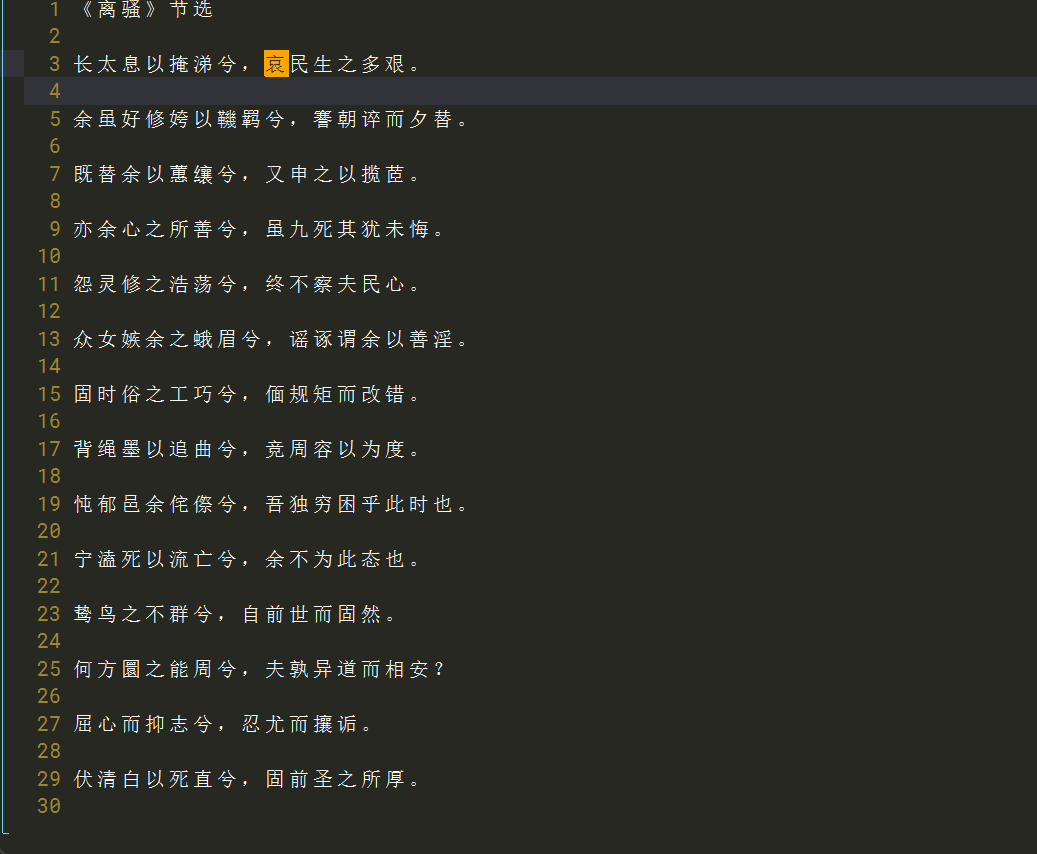 1 《离骚》节选
2
3 长太息以掩涕兮，哀民生之多艰。
4
5 余虽好修姱以鞿羁兮，謇朝谇而夕替。
6
7 既替余以蕙纕兮，又申之以揽茝。
8
9 亦余心之所善兮，虽九死其犹未悔。
10
11 怨灵修之浩荡兮，终不察夫民心。
12
13 众女嫉余之蛾眉兮，谣诼谓余以善淫。
14
15 固时俗之工巧兮，偭规矩而改错。
16
17 背绳墨以追曲兮，竞周容以为度。
18
19 忳郁邑余侘傺兮，吾独穷困乎此时也。
20
21 宁溘死以流亡兮，余不为此态也。
22
23 鸷鸟之不群兮，自前世而固然。
24
25 何方圜之能周兮，夫孰异道而相安？
26
27 屈心而抑志兮，忍尤而攘诟。
28
29 伏清白以死直兮，固前圣之所厚。
30